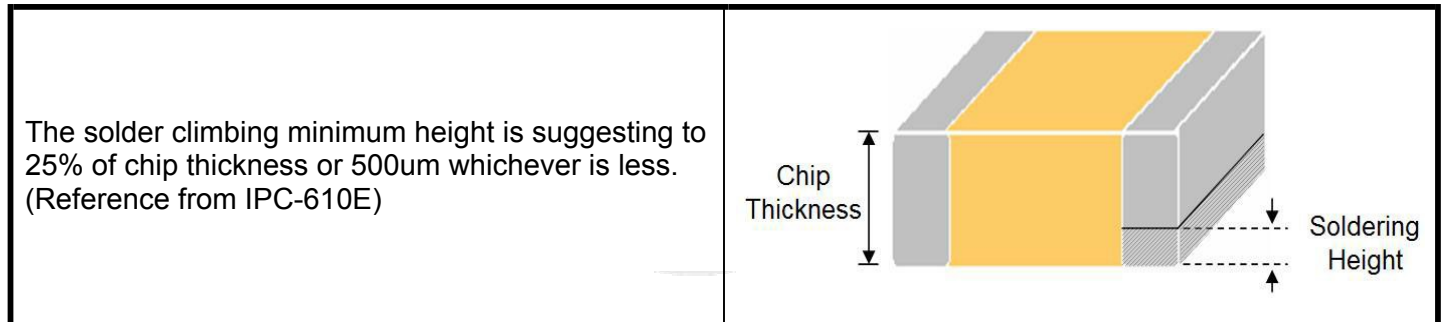 The solder climbing minimum height is suggesting to
25% of chip thickness or 500um whichever is less.
(Reference from IPC-610E)
Chip
Thickness
Soldering
Height